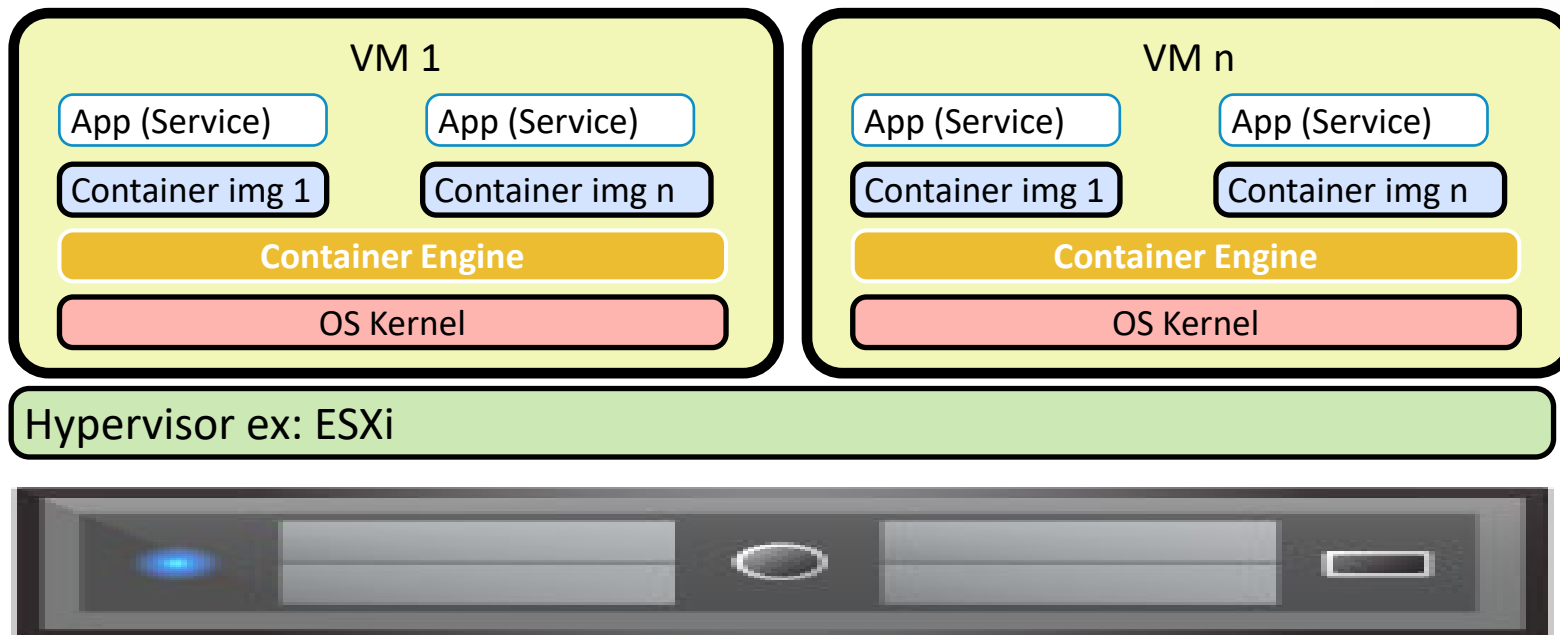 VM 1
App (Service)
App (Service)
Container img 1
Container img n
Container Engine
OS Kernel
VM n
App (Service)
App (Service)
Container img 1
Container img n
Container Engine
OS Kernel
Hypervisor ex: ESXi